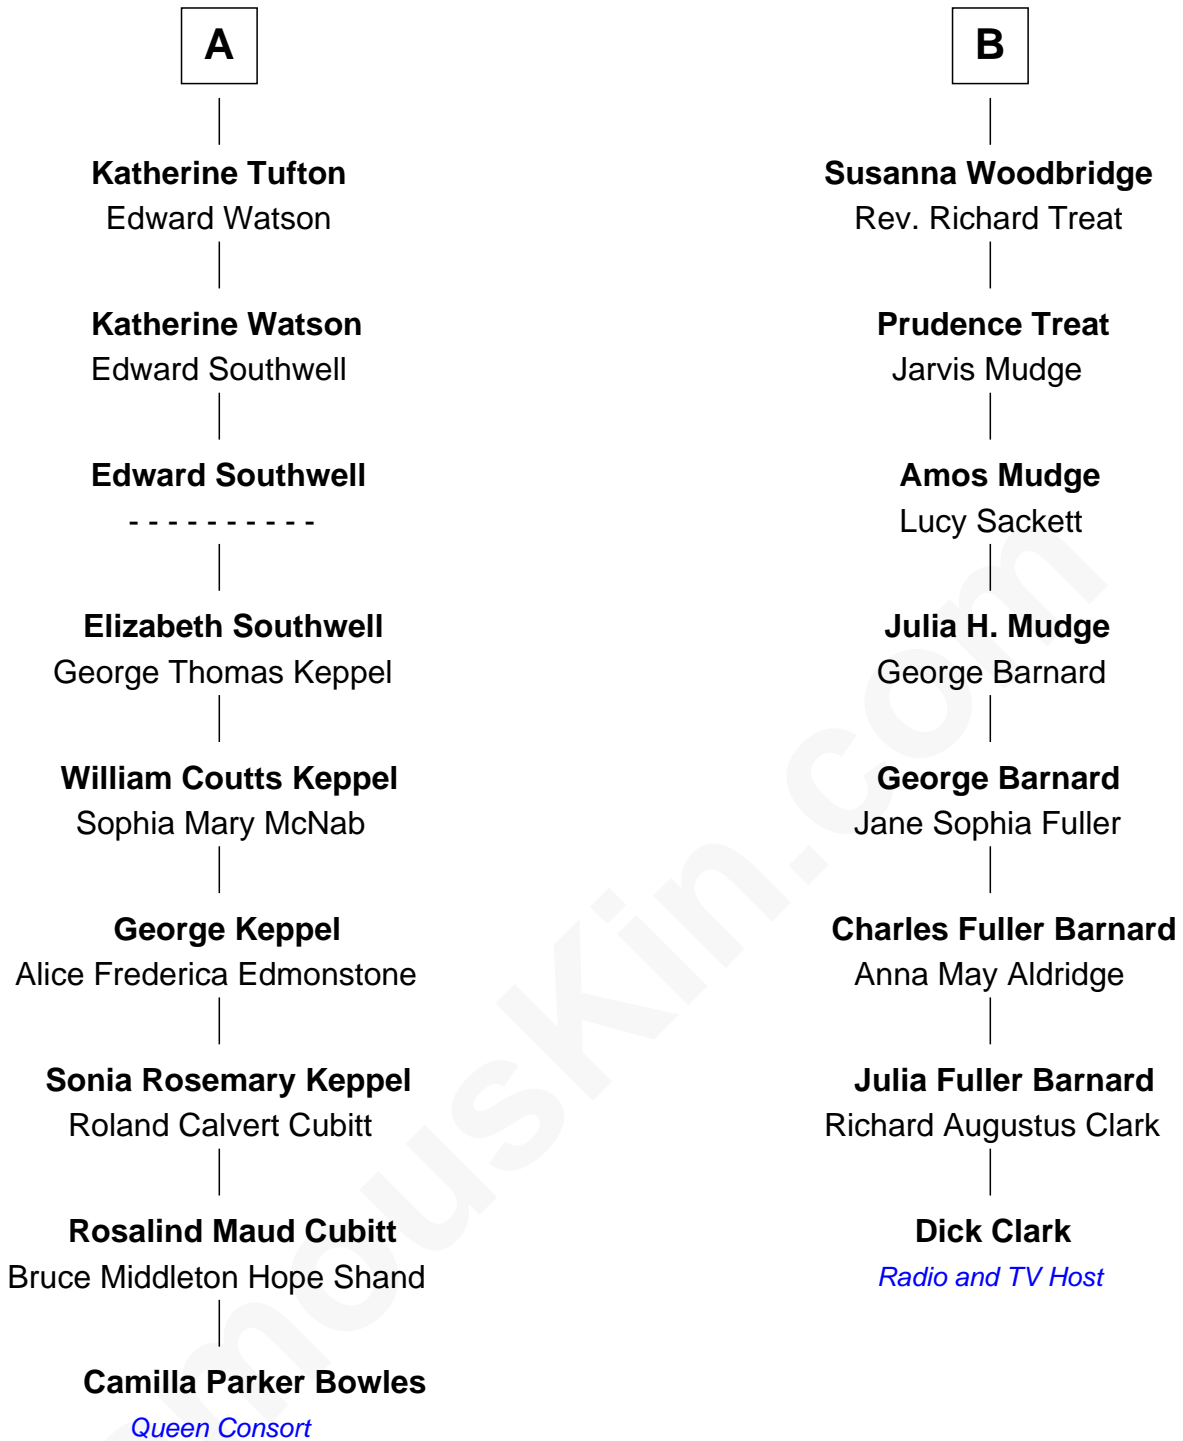 A
Katherine Tufton
Edward Watson
Katherine Watson
Edward Southwell
Edward Southwell
- - - - - - - - - -
Elizabeth Southwell
George Thomas Keppel
William Coutts Keppel
Sophia Mary McNab
George Keppel
Alice Frederica Edmonstone
Sonia Rosemary Keppel
Roland Calvert Cubitt
Rosalind Maud Cubitt
Bruce Middleton Hope Shand
Camilla Parker Bowles
Queen Consort
B
Susanna Woodbridge
Rev. Richard Treat
Prudence Treat
Jarvis Mudge
Amos Mudge
Lucy Sackett
Julia H. Mudge
George Barnard
George Barnard
Jane Sophia Fuller
Charles Fuller Barnard
Anna May Aldridge
Julia Fuller Barnard
Richard Augustus Clark
Dick Clark
Radio and TV Host
mouskin.com